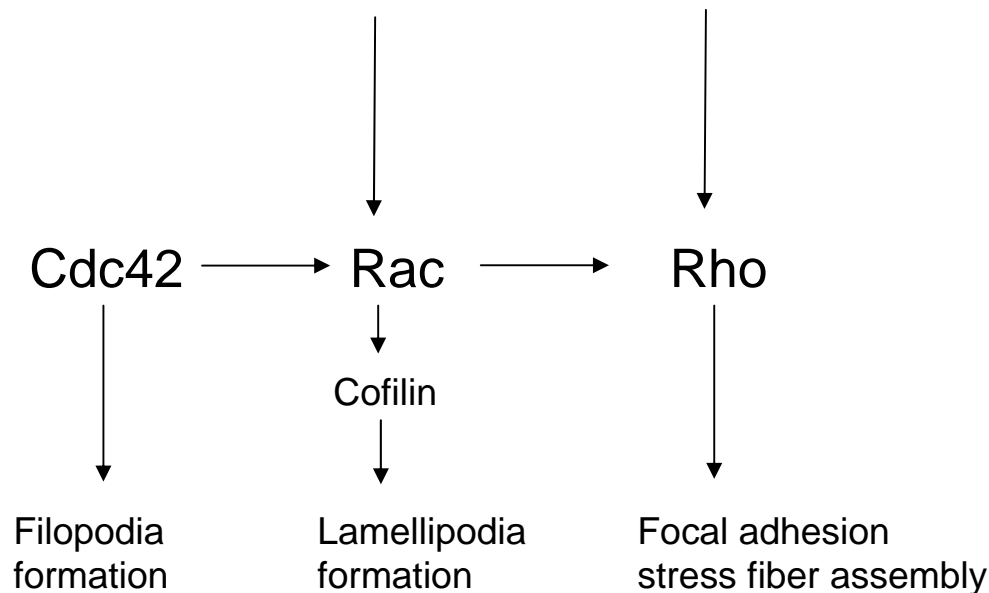 Cdc42 Rac Rho
Cofilin
Filopodia
formation
Lamellipodia
formation
Focal adhesion
stress fiber assembly